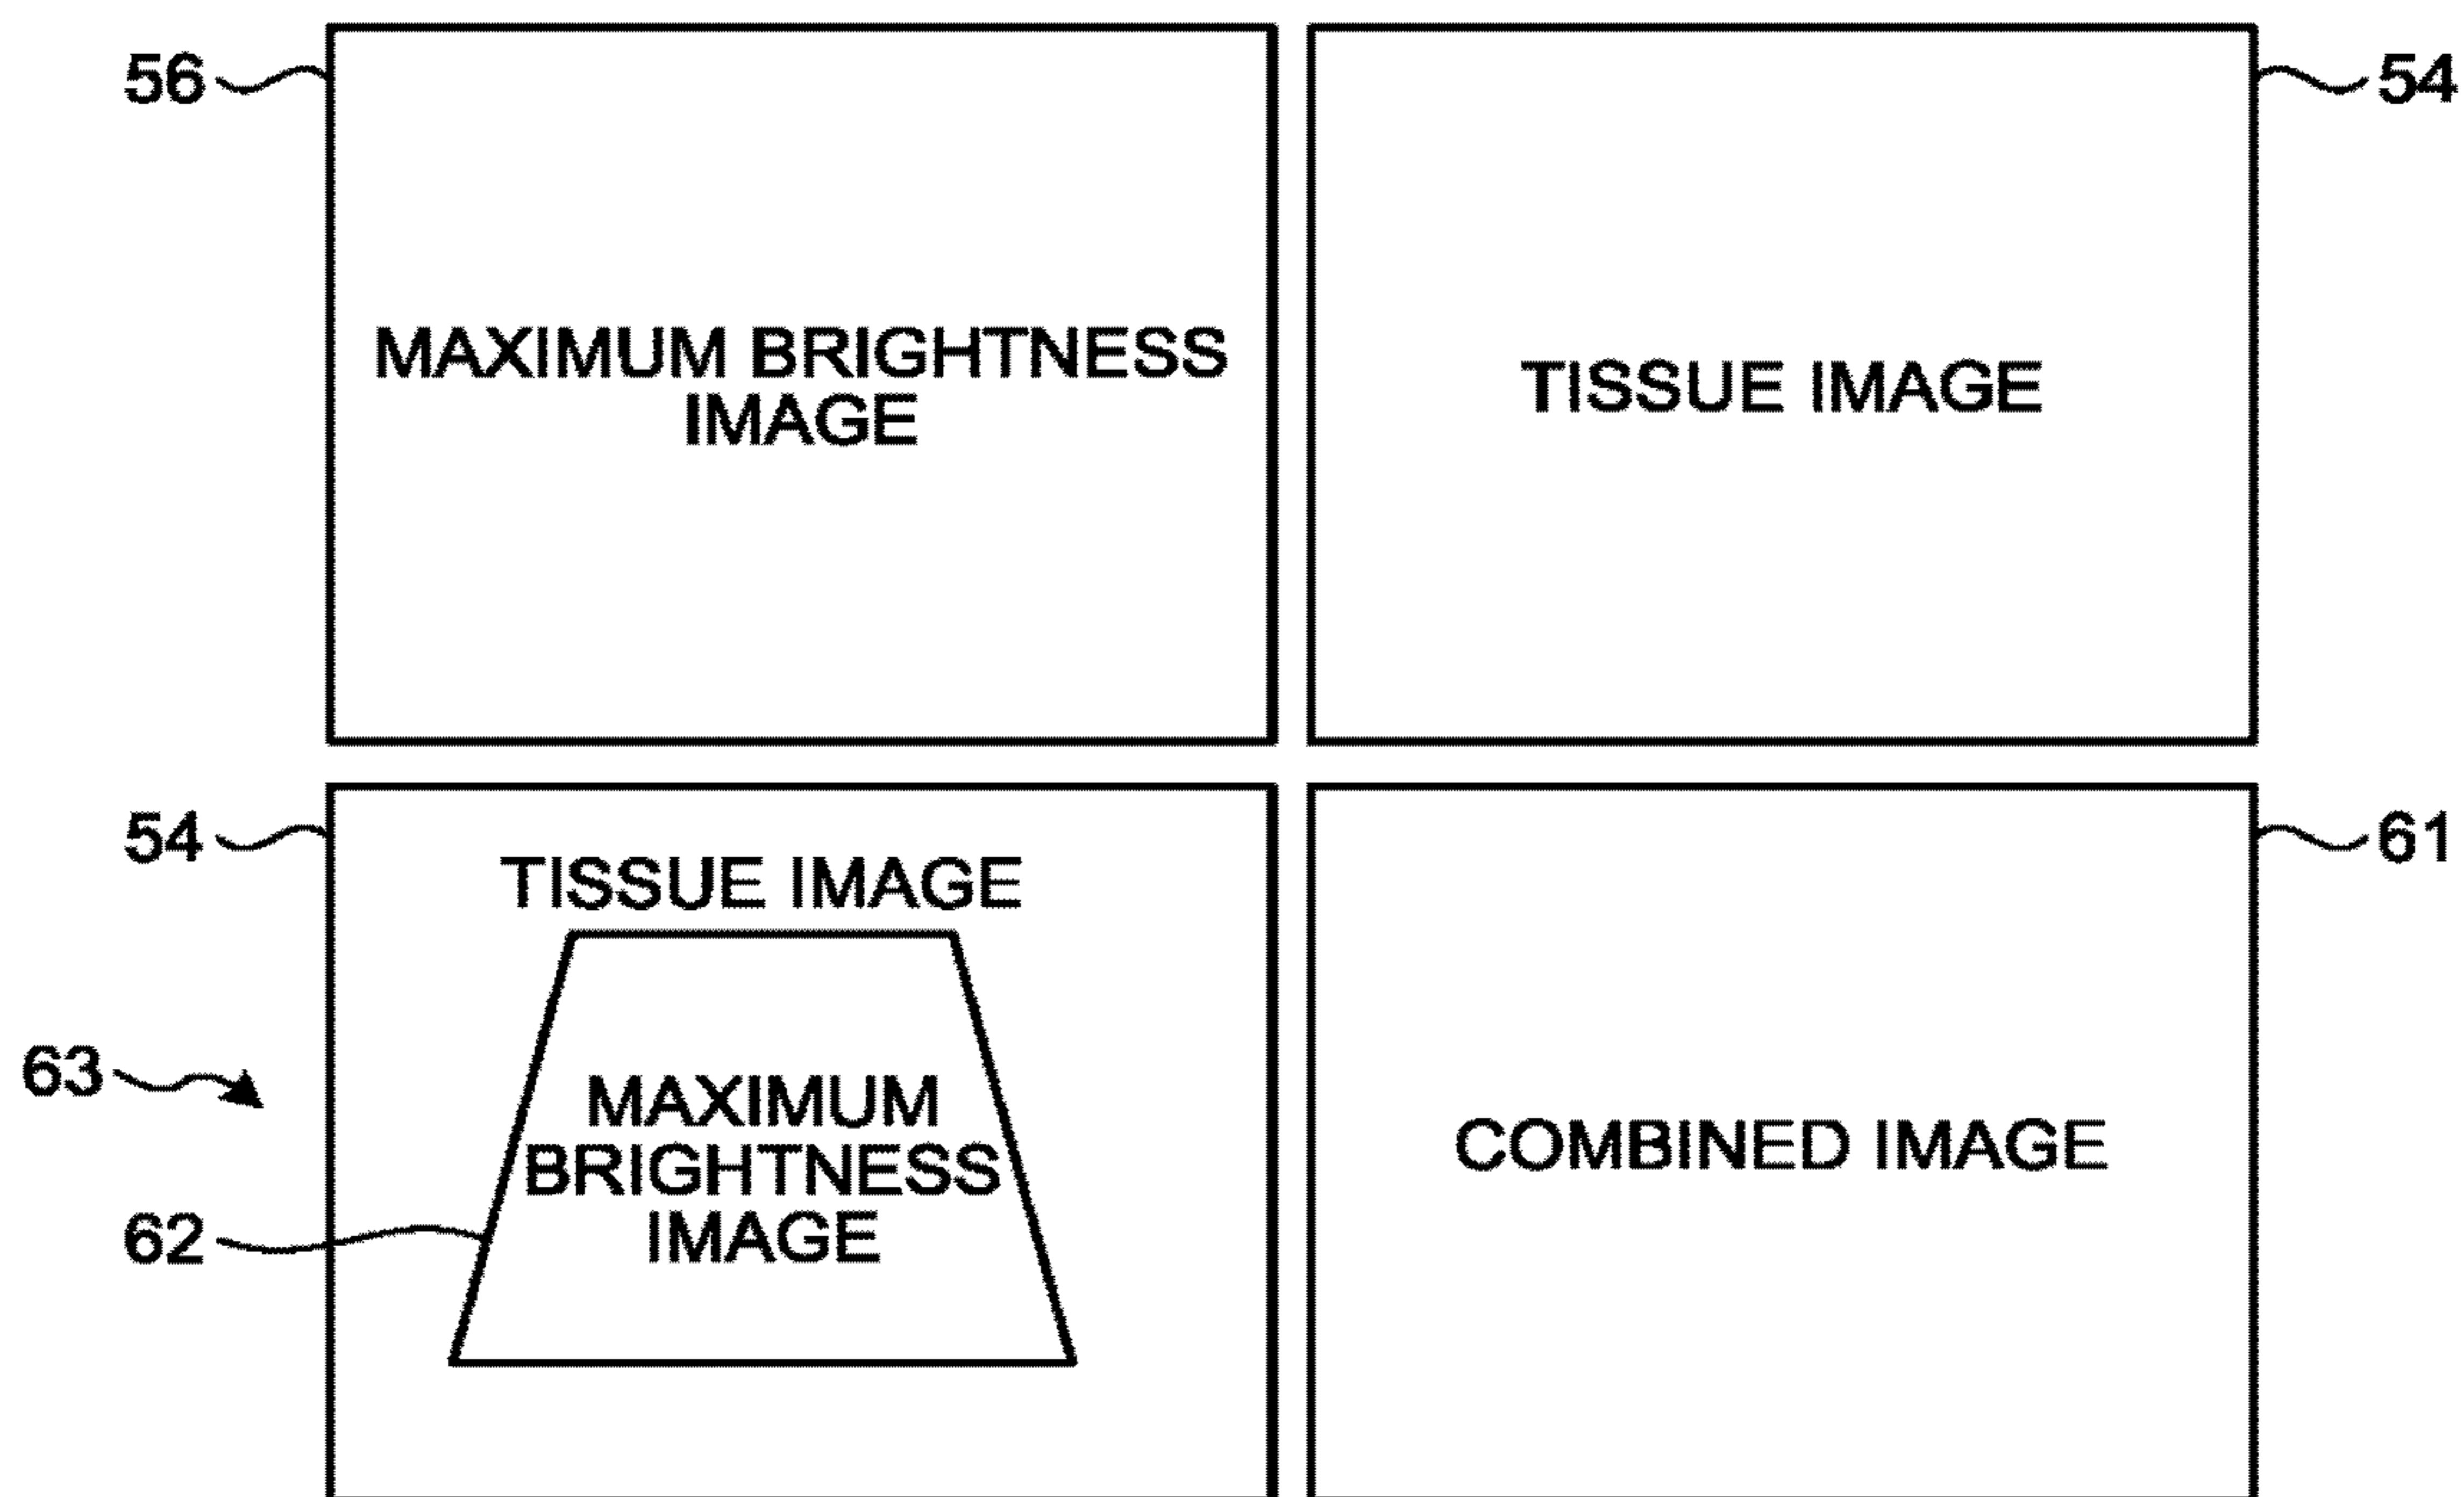 56
MAXIMUM BRIGHTNESS
IMAGE
TISSUE IMAGE
54
54
TISSUE IMAGE
63
MAXIMUM
BRIGHTNESS
IMAGE
62
COMBINED IMAGE
61